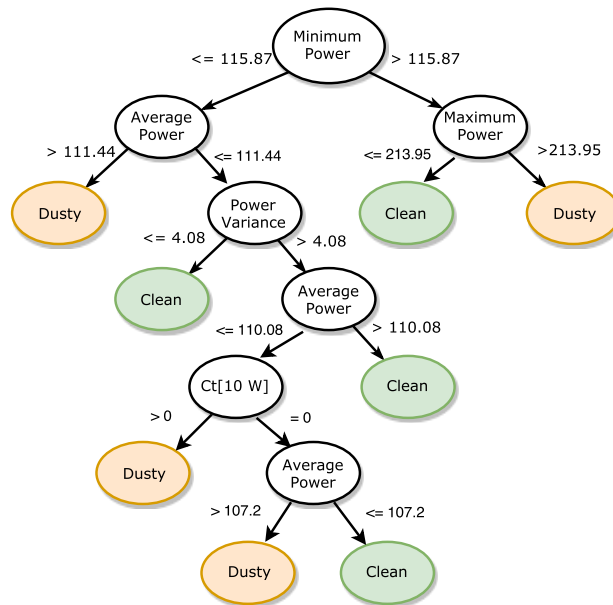 Minimum
Power
<= 115.87
> 115.87
Average
Power
Maximum
Power
> 111.44
<= 111.44
<= 213.95
>213.95
Dusty
Power
Variance
Clean
Dusty
<= 4.08
> 4.08
Clean
Average
Power
<= 110.08
> 110.08
Ct[10 W]
Clean
> 0
= 0
Dusty
Average
Power
> 107.2
<= 107.2
Dusty
Clean